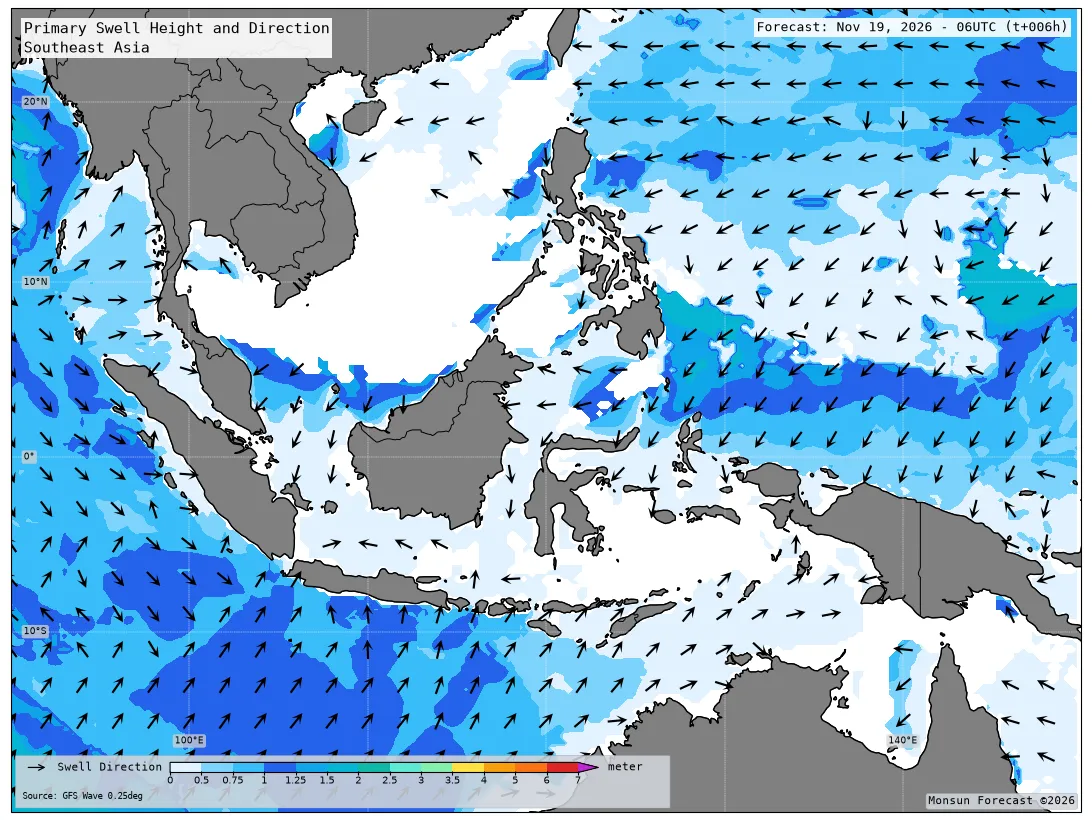 Primary Swell Height and Direction
Southeast Asia
Forecast: Nov 19, 2026 - 06UTC (t+006h)
20°N
10°N
0°
10°S
100°E
140°E
Swell Direction
0 0.5 0.75 1 1.25 1.5 2 2.5 3 3.5 4 5 6 7
meter
Source: GFS Wave 0.25deg
Monsun Forecast ©2026